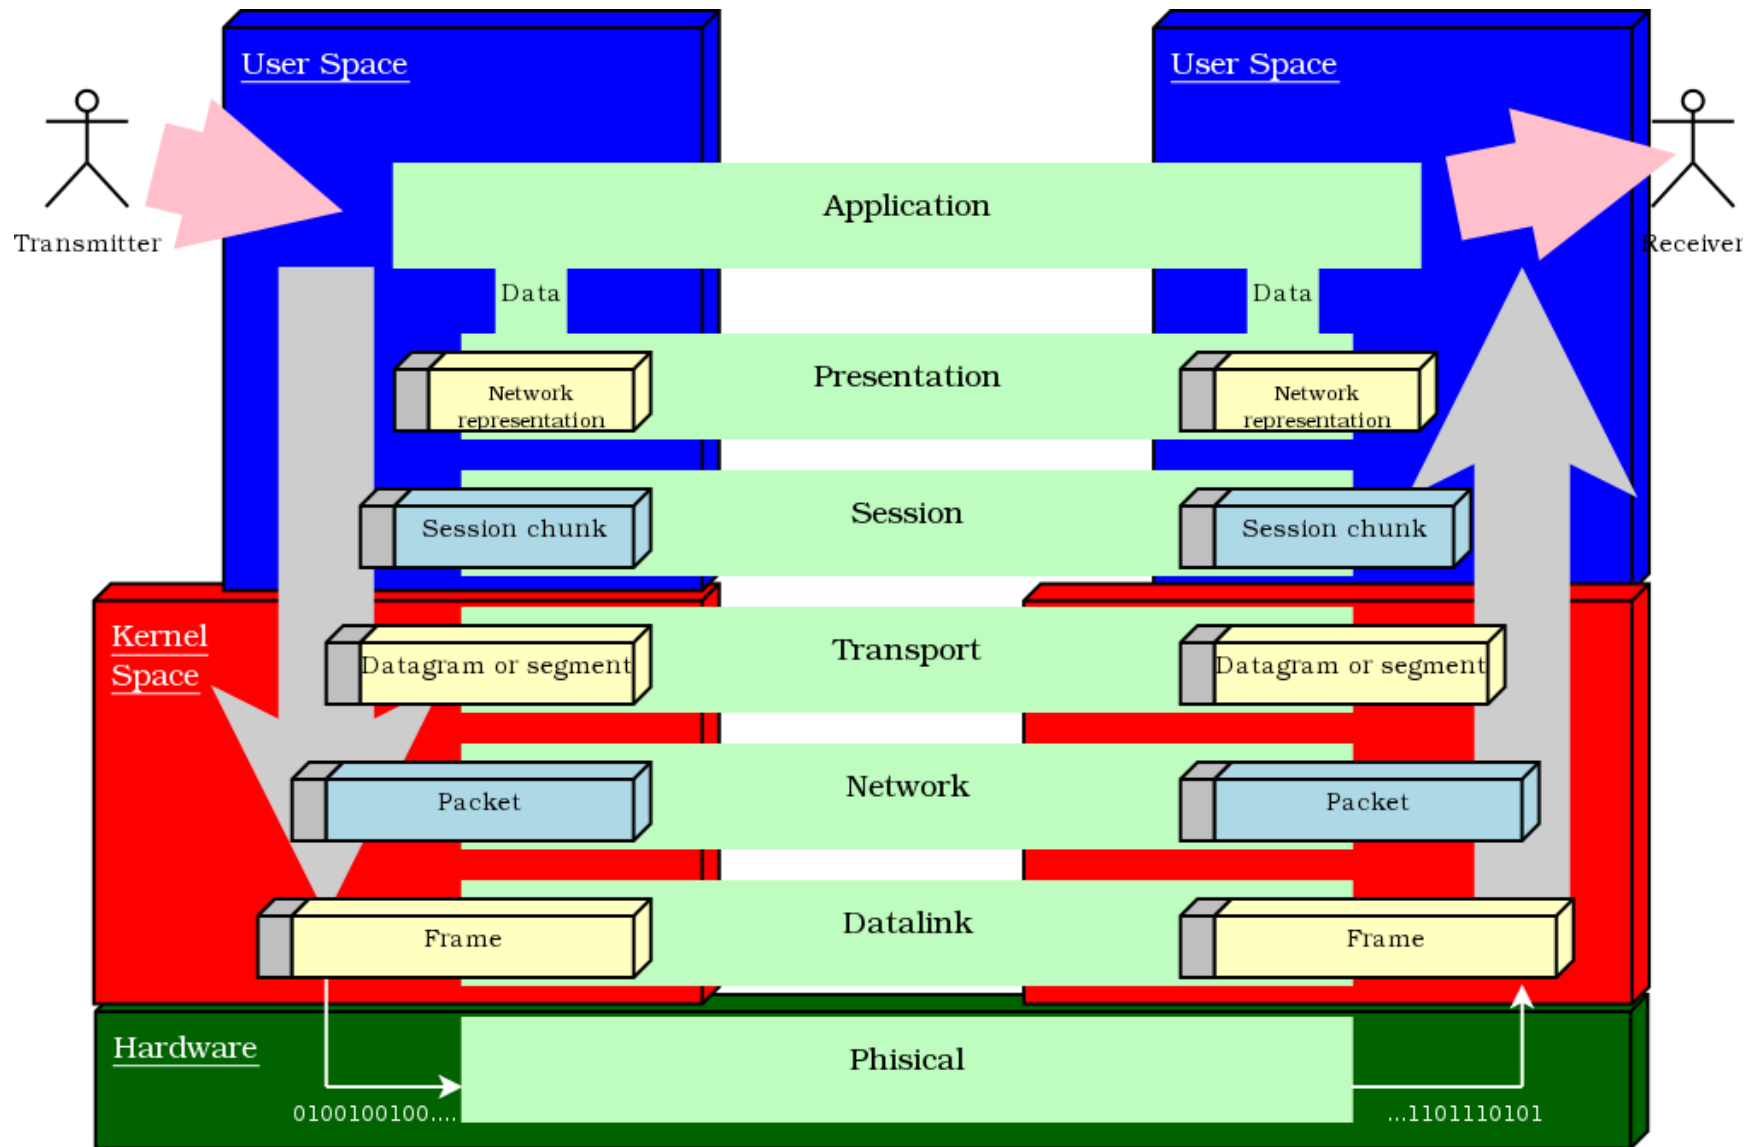 User Space
User Space
Transmitter
Receiver
Application
Data
Data
Presentation
Network
representation
Network
representation
Session
Session chunk
Session chunk
Kernel
Space
Transport
Datagram or segment
Datagram or segment
Network
Packet
Packet
Datalink
Frame
Frame
Hardware
Phisical
0100100100....
...1101110101